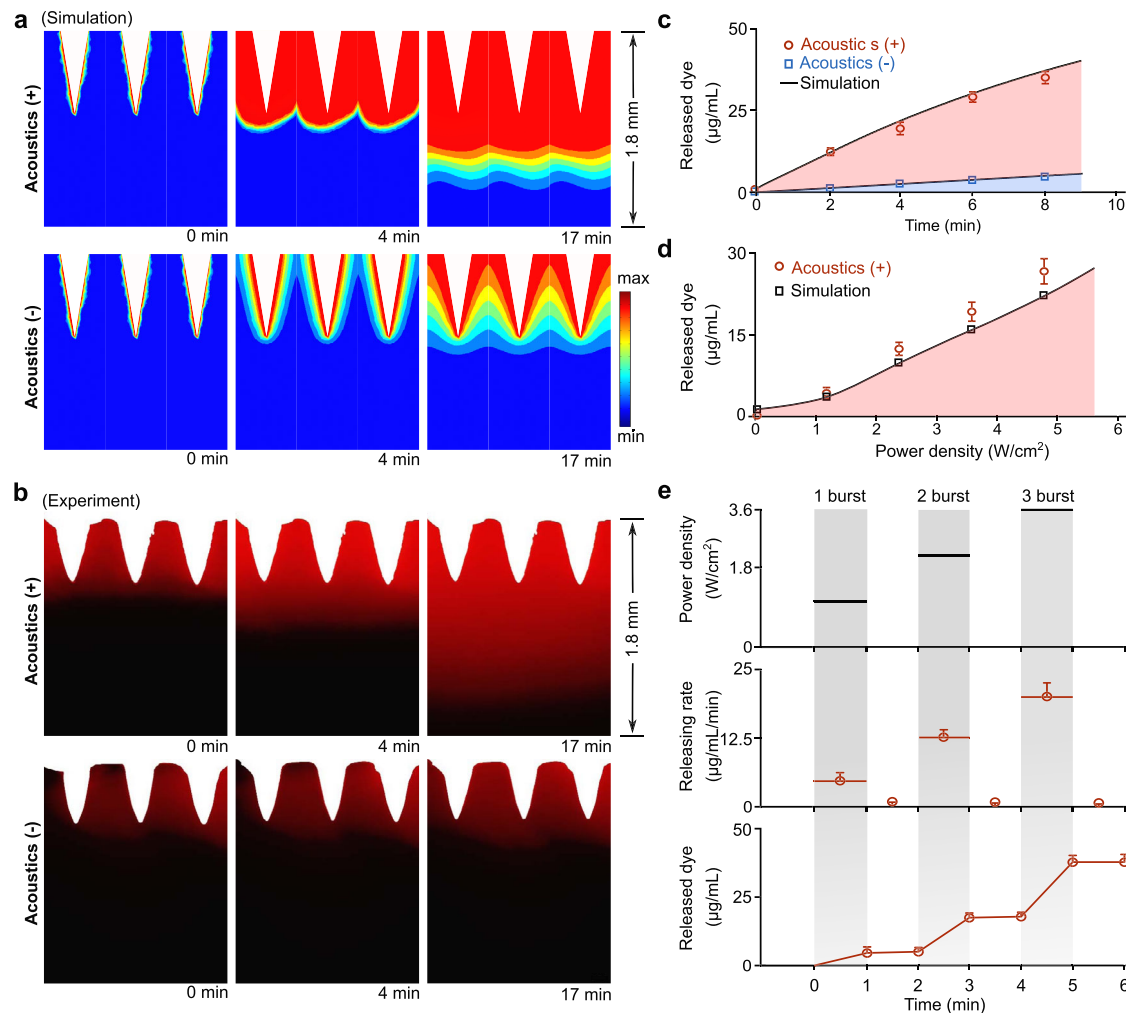 a
(Simulation)
Acoustics (+)
0 min
4 min
17 min
1.8 mm
Acoustics (-)
max
min
0 min
4 min
17 min
b
(Experiment)
Acoustics (+)
0 min
4 min
17 min
1.8 mm
Acoustics (-)
0 min
4 min
17 min
c
Acoustic s (+)
Acoustics (-)
Simulation
Released dye
(µg/mL)
50
25
0
0 2 4 6 8 10
Time (min)
d
Acoustics (+)
Simulation
Released dye
(µg/mL)
30
15
0
0 1 2 3 4 5 6
Power density (W/cm²)
e
1 burst 2 burst 3 burst
Power density
(W/cm²)
3.6
1.8
0
Releasing rate
(µg/mL/min)
25
12.5
0
Released dye
(µg/mL)
50
25
0
0 1 2 3 4 5 6
Time (min)